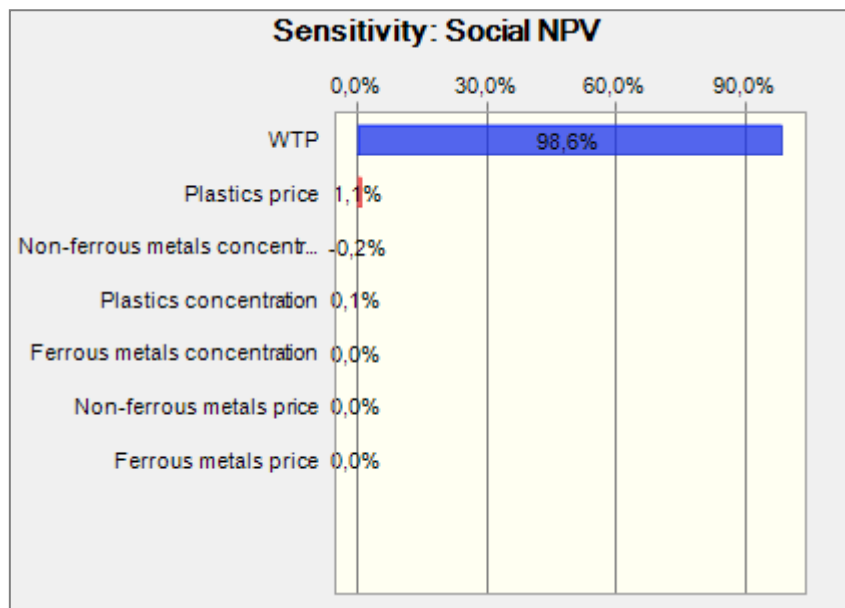 Sensitivity: Social NPV
0,0% 30,0% 60,0% 90,0%
WTP 98,6%
Plastics price 1,1%
Non-ferrous metals concentr... -0,2%
Plastics concentration 0,1%
Ferrous metals concentration 0,0%
Non-ferrous metals price 0,0%
Ferrous metals price 0,0%